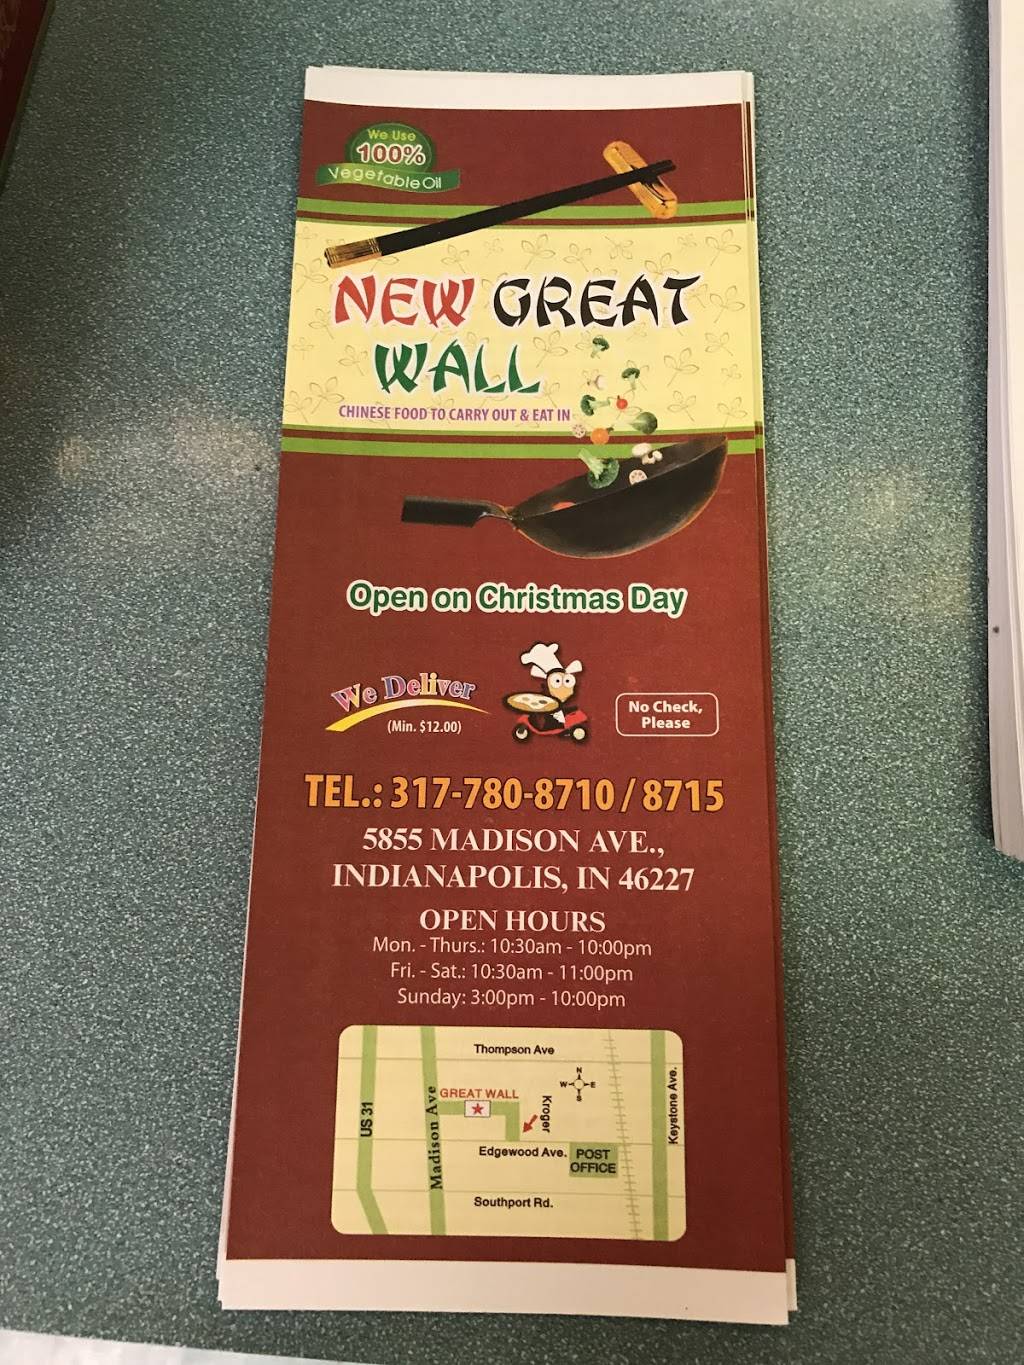 We Use
100%
Vegetable Oil
NEW GREAT
WALL
CHINESE FOOD TO CARRY OUT & EAT IN
Open on Christmas Day
We Deliver
(Min. $12.00)
No Check,
Please
TEL.: 317-780-8710 / 8715
5855 MADISON AVE.,
INDIANAPOLIS, IN 46227
OPEN HOURS
Mon. - Thurs.: 10:30am - 10:00pm
Fri. - Sat.: 10:30am - 11:00pm
Sunday: 3:00pm - 10:00pm
Thompson Ave
N
W E
S
US 31
Madison Ave
GREAT WALL
Kroger
Keystone Ave.
Edgewood Ave.
POST
OFFICE
Southport Rd.